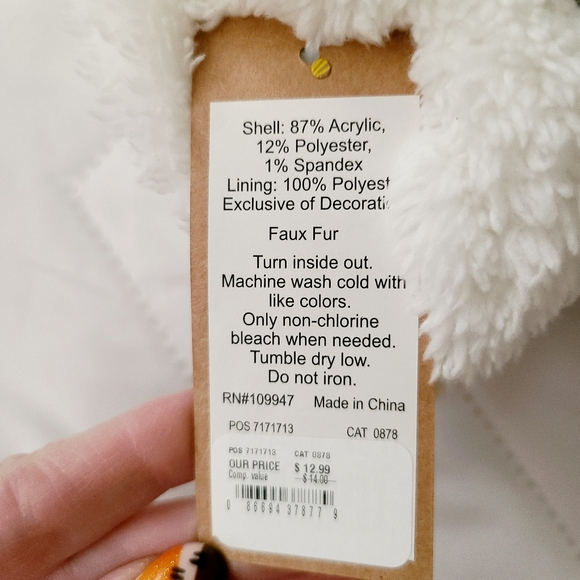 Shell: 87% Acrylic,
12% Polyester,
1% Spandex
Lining: 100% Polyest
Exclusive of Decorati
Faux Fur
Turn inside out.
Machine wash cold with
like colors.
Only non-chlorine
bleach when needed.
Tumble dry low.
Do not iron.
RN#109947 Made in China
POS 7171713 CAT 0878
POS 7171713 CAT 0878
OUR PRICE $ 12.99
Comp. value $ 14.00
0 86694 37877 9